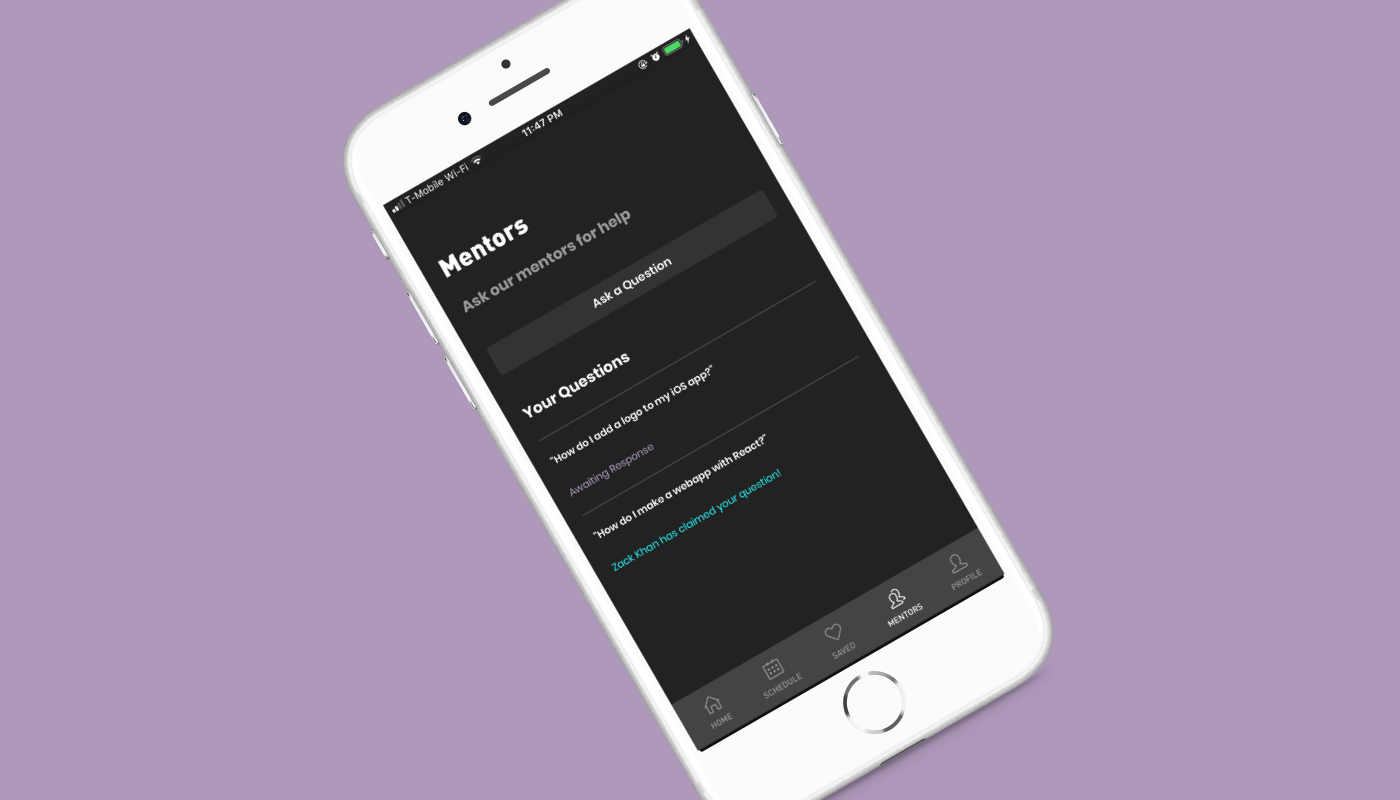 T-Mobile Wi-Fi 11:47 PM
Mentors
Ask our mentors for help
Ask a Question
Your Questions
"How do I add a logo to my iOS app?"
Awaiting Response
"How do I make a webapp with React?"
Zack Khan has claimed your question!
HOME SCHEDULE SAVED MENTORS PROFILE